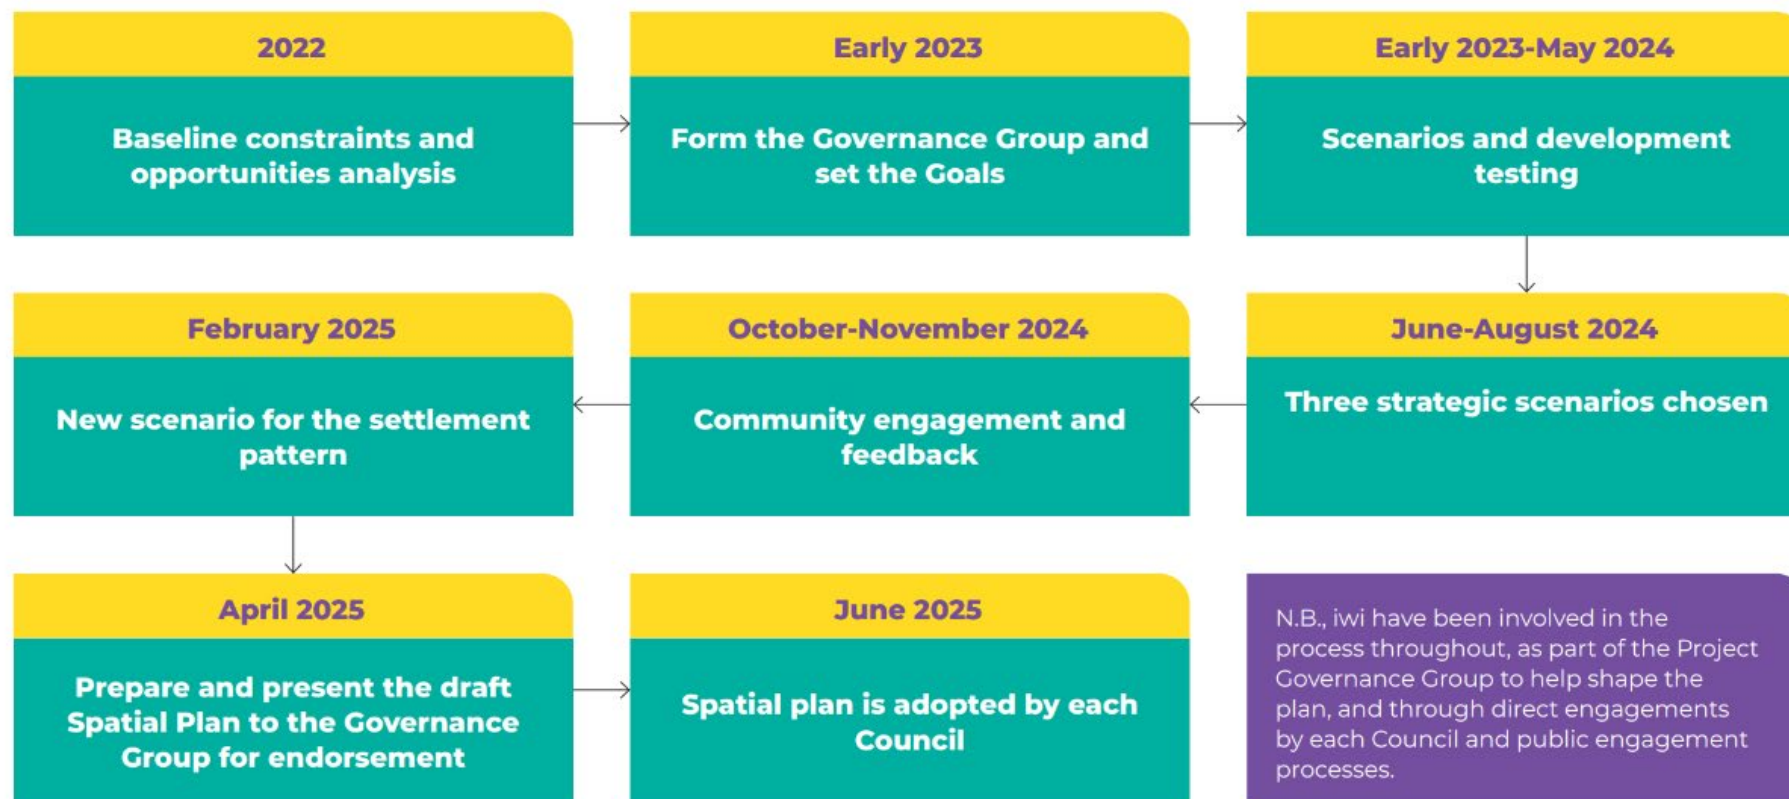 2022
Baseline constraints and
opportunities analysis
Early 2023
Form the Governance Group and
set the Goals
Early 2023-May 2024
Scenarios and development
testing
June-August 2024
Three strategic scenarios chosen
October-November 2024
Community engagement and
feedback
February 2025
New scenario for the settlement
pattern
April 2025
Prepare and present the draft
Spatial Plan to the Governance
Group for endorsement
June 2025
Spatial plan is adopted by each
Council
N.B., iwi have been involved in the
process throughout, as part of the Project
Governance Group to help shape the
plan, and through direct engagements
by each Council and public engagement
processes.